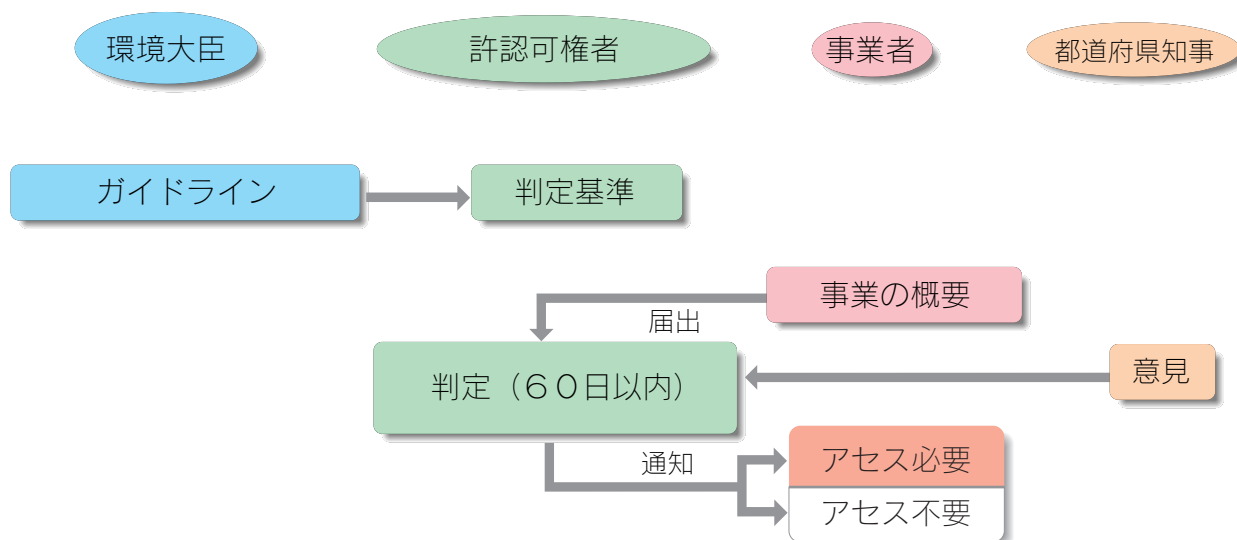 環境大臣
許認可権者
事業者
都道府県知事
ガイドライン
判定基準
事業の概要
届出
判定（６０日以内）
意見
通知
アセス必要
アセス不要